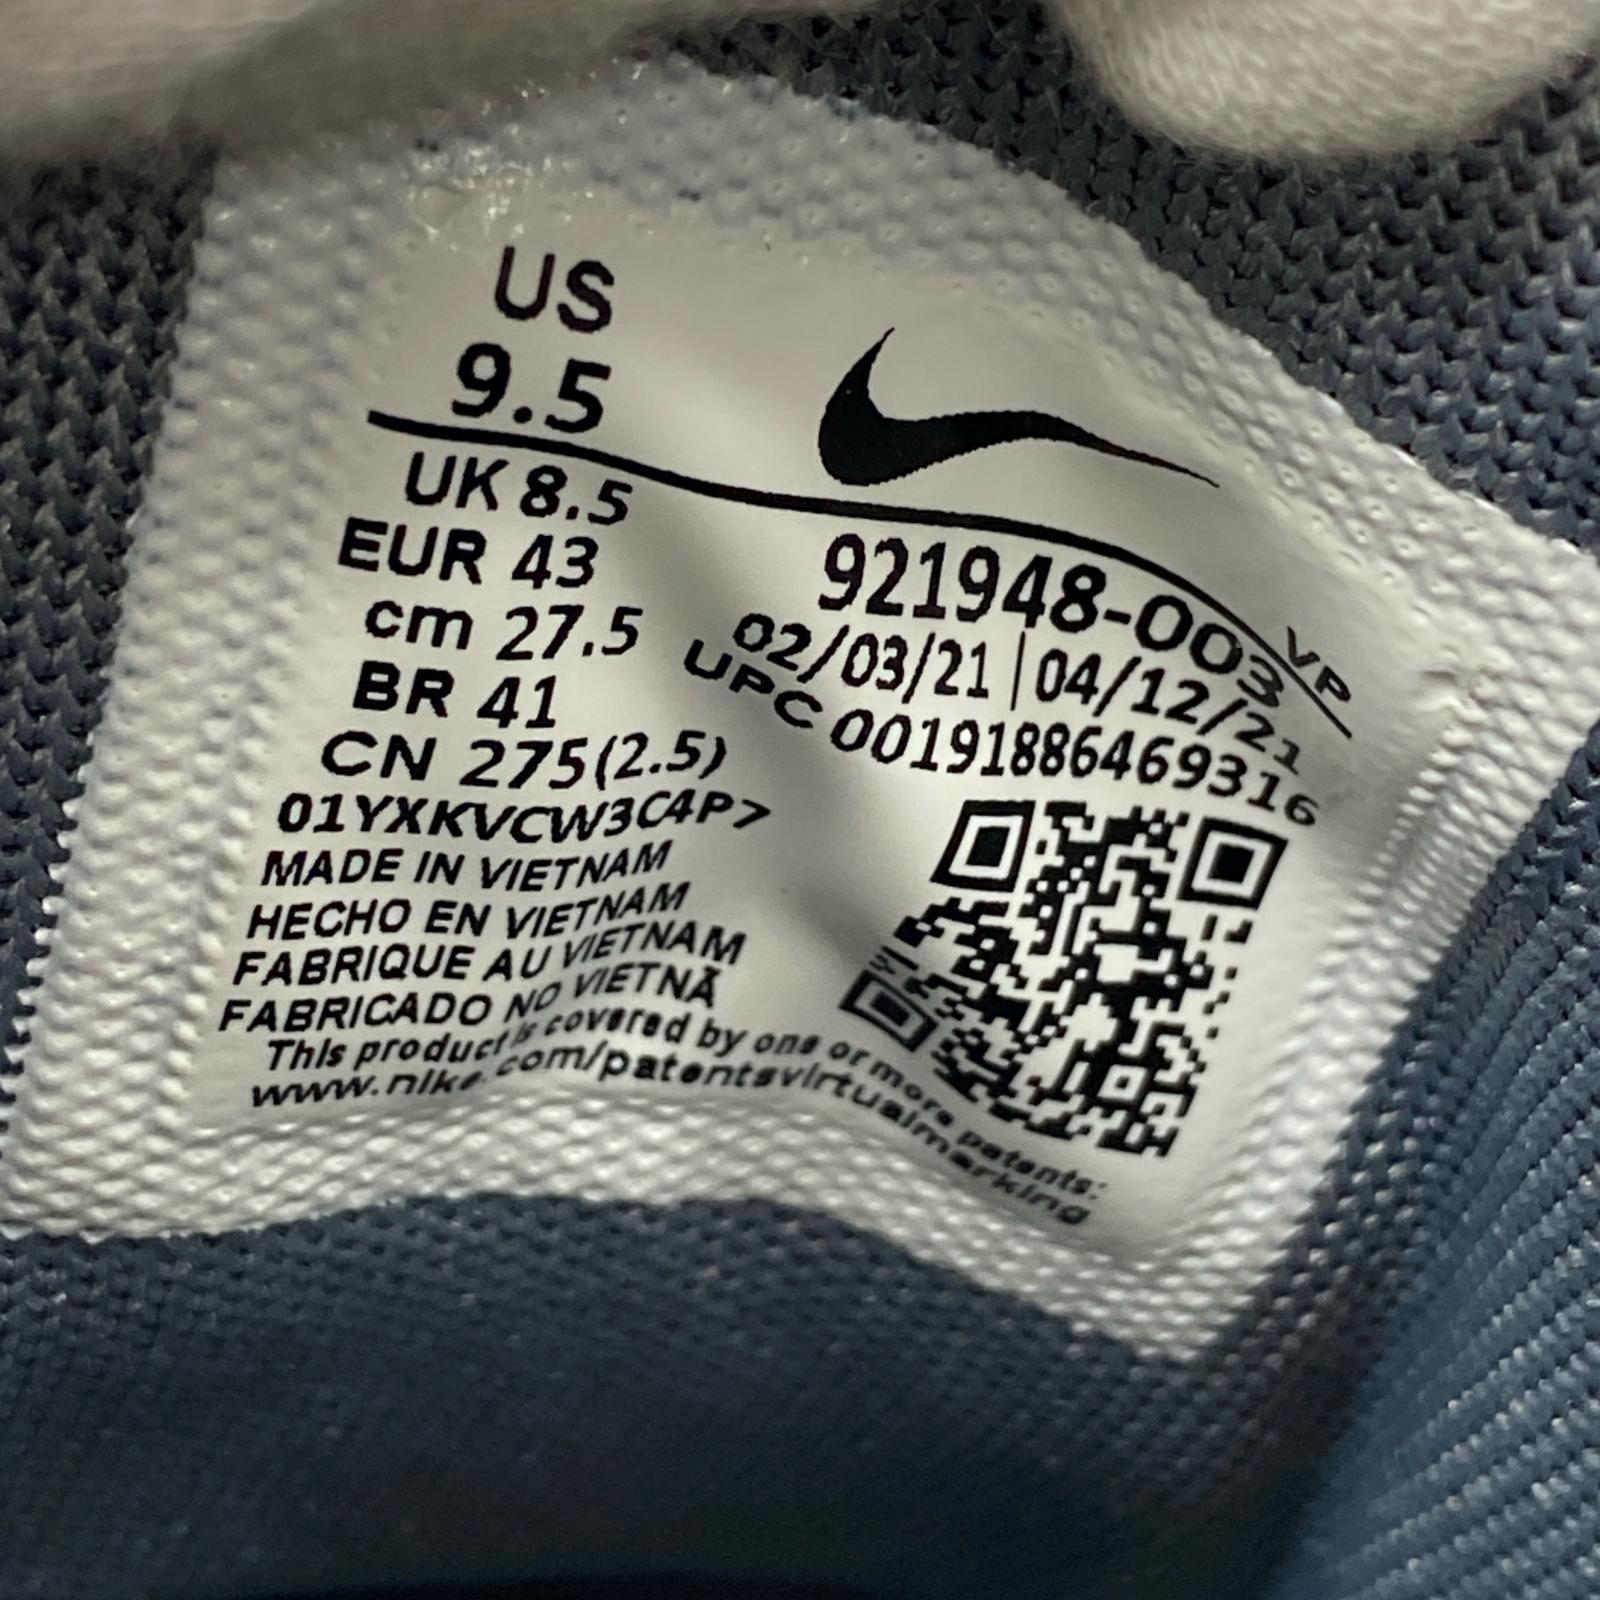 US
9.5
UK 8.5
EUR 43
cm 27.5
BR 41
CN 275(2.5)
01YXKVCW3C4P>
MADE IN VIETNAM
HECHO EN VIETNAM
FABRIQUE AU VIETNAM
FABRICADO NO VIETNÃ
This product is covered by one or more patents:
www.nike.com/patentsvirtualmarking
921948-003
VP
02/03/21 | 04/12/21
UPC 00191886469316